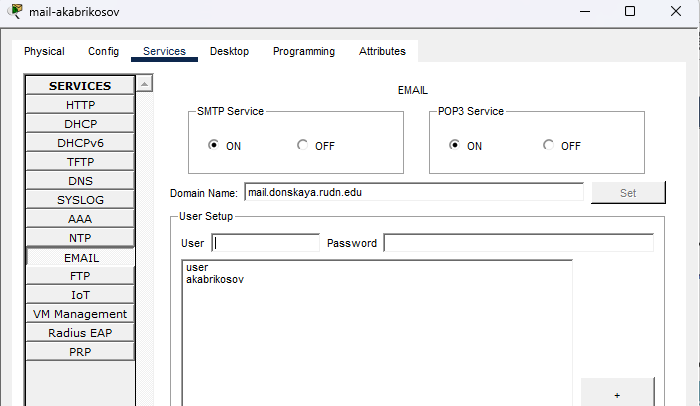 mail-akabrikosov
Physical Config Services Desktop Programming Attributes
SERVICES
HTTP
DHCP
DHCPv6
TFTP
DNS
SYSLOG
AAA
NTP
EMAIL
FTP
IoT
VM Management
Radius EAP
PRP
EMAIL
SMTP Service
ON OFF
POP3 Service
ON OFF
Domain Name: mail.donskaya.rudn.edu Set
User Setup
User Password
user
akabrikosov
+